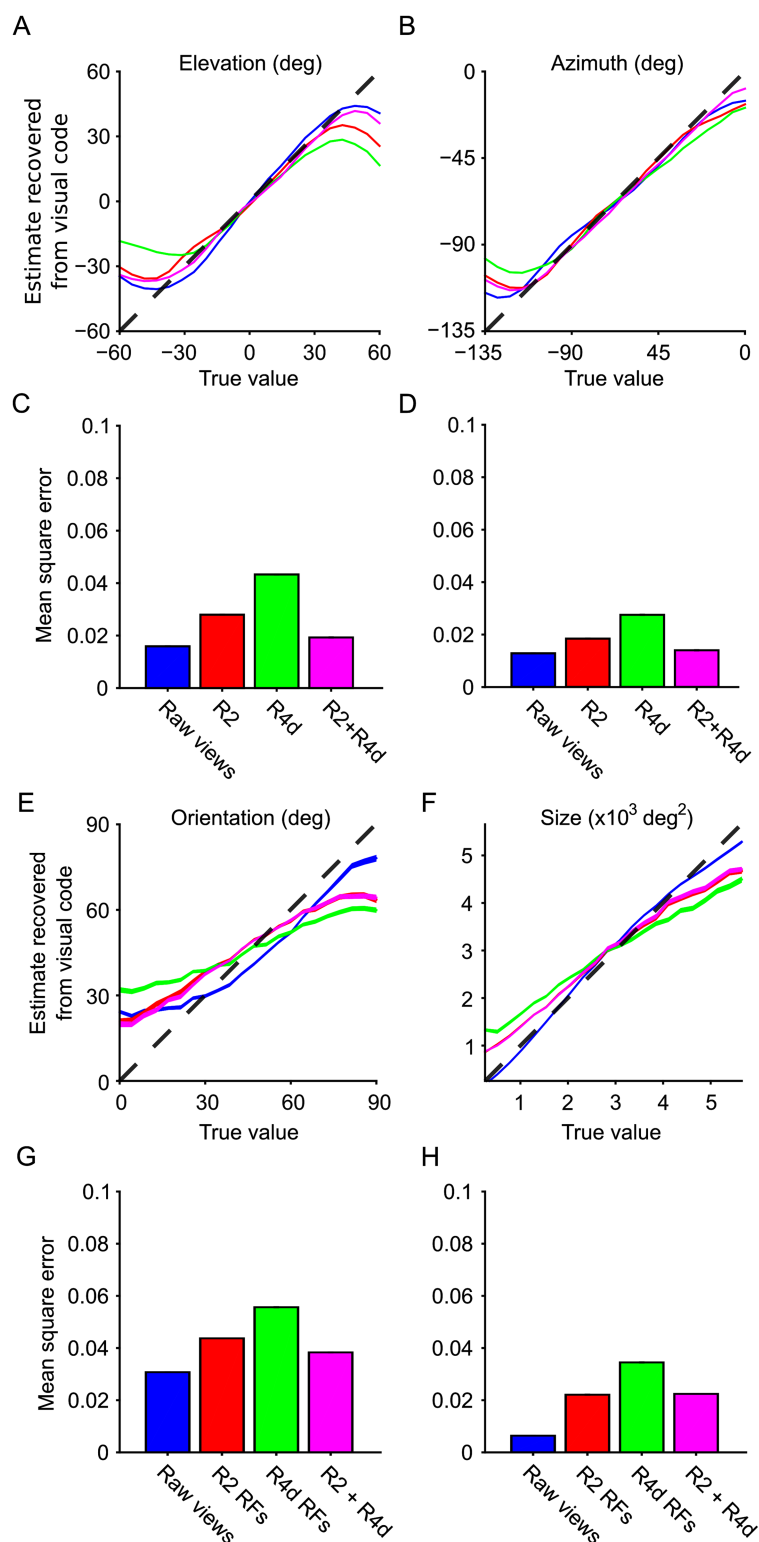 A
B
Elevation (deg)
Azimuth (deg)
Estimate recovered
from visual code
60
30
0
−30
−60
−60
−30
0
30
60
True value
0
−45
−90
−135
−135
−90
45
0
True value
C
D
Mean square error
0.1
0.08
0.06
0.04
0.02
0
Raw views
R2
R4d
R2+R4d
0.1
0.08
0.06
0.04
0.02
0
Raw views
R2
R4d
R2+R4d
E
F
Orientation (deg)
Size (x10³ deg²)
Estimate recovered
from visual code
90
60
30
0
0
30
60
90
True value
5
4
3
2
1
1
2
3
4
5
True value
G
H
Mean square error
0.1
0.08
0.06
0.04
0.02
0
Raw views
R2 RFs
R4d RFs
R2 + R4d
0.1
0.08
0.06
0.04
0.02
0
Raw views
R2 RFs
R4d RFs
R2 + R4d